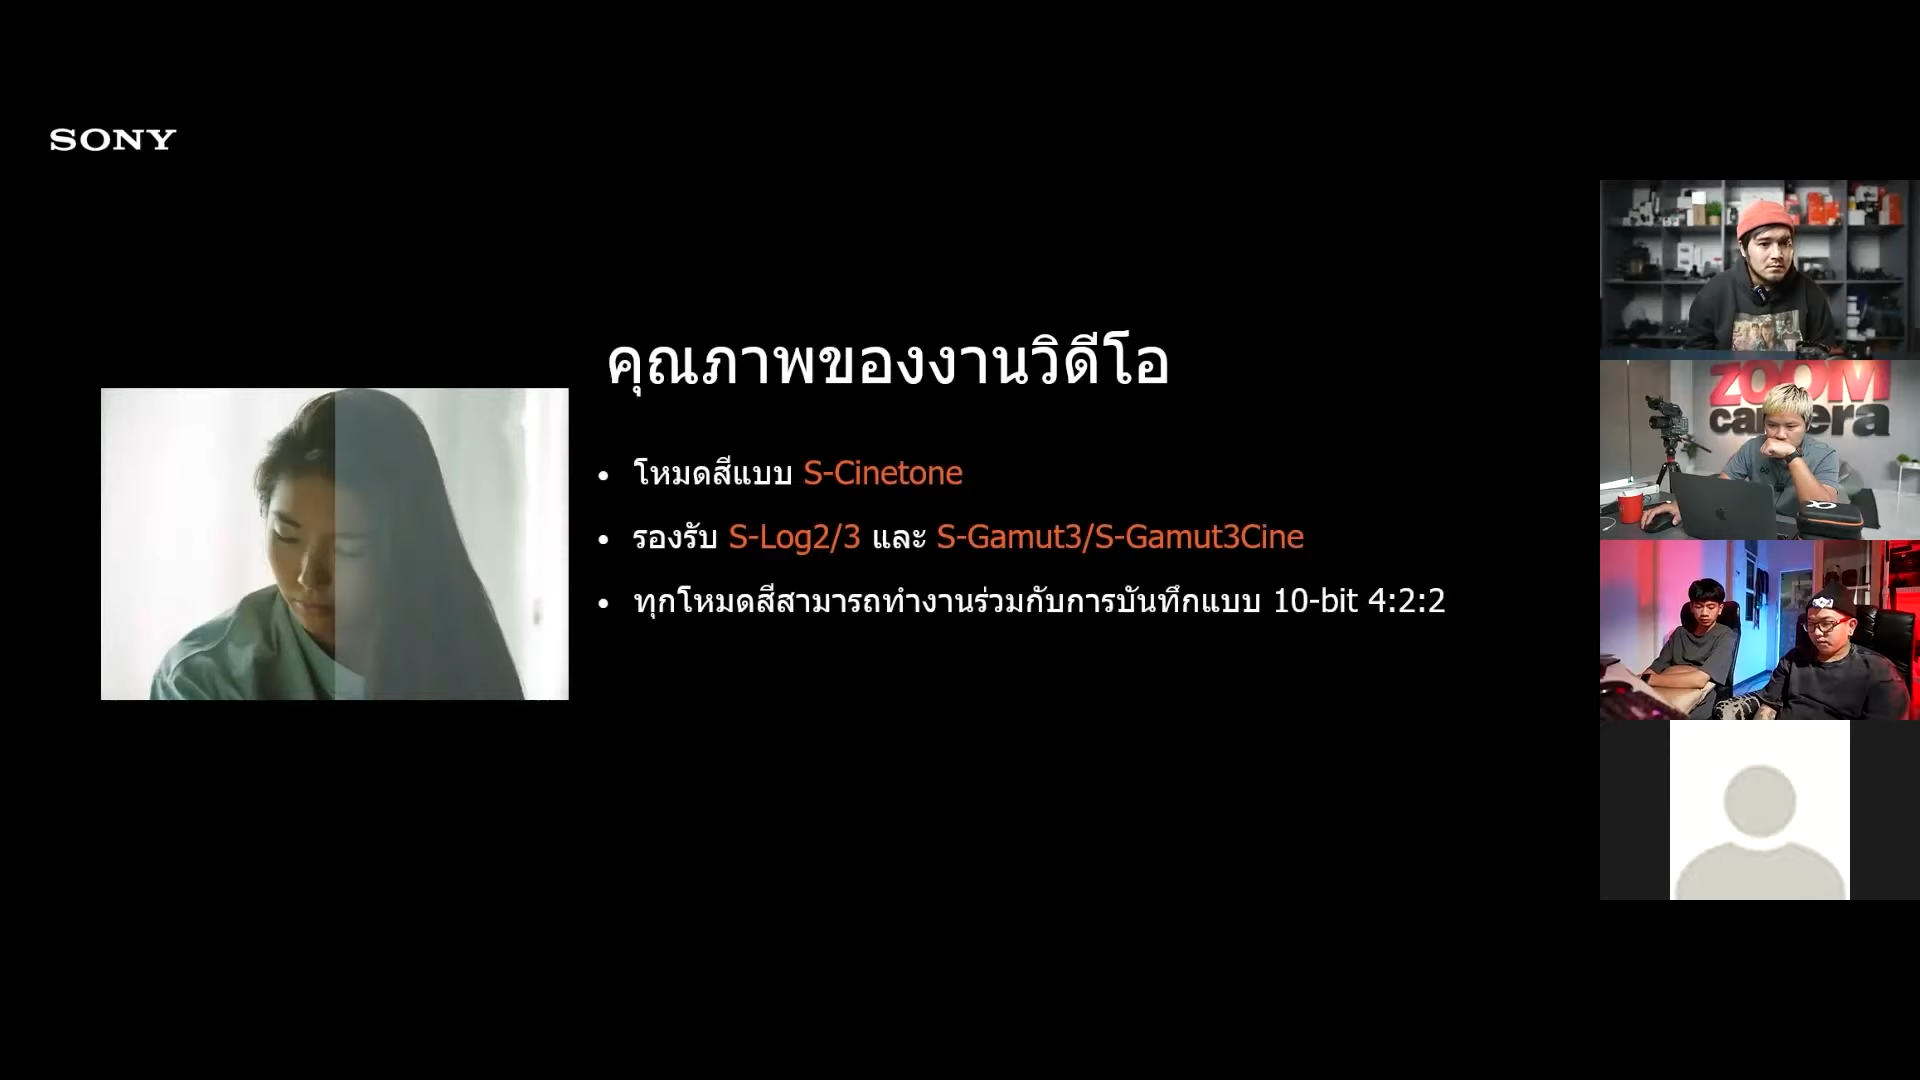 SONY
คุณภาพของงานวิดีโอ
• โหมดสีแบบ S-Cinetone
• รองรับ S-Log2/3 และ S-Gamut3/S-Gamut3Cine
• ทุกโหมดสีสามารถทำงานร่วมกับการบันทึกแบบ 10-bit 4:2:2
ZOOM
camera